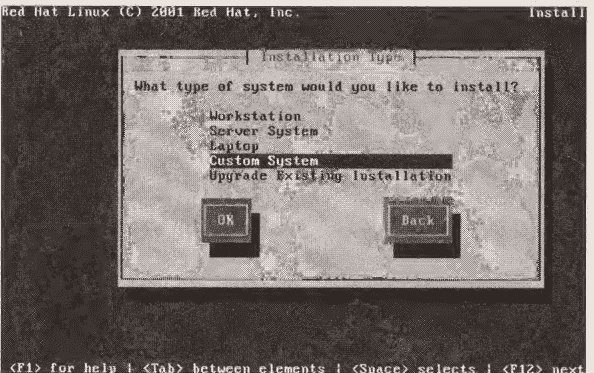 Red Hat Linux (C) 2001 Red Hat, Inc. Install
Installation Type
What type of system would you like to install?
Workstation
Server System
Laptop
Custom System
Upgrade Existing Installation
OK Back
<F1> for help | <Tab> between elements | <Space> selects | <F12> next